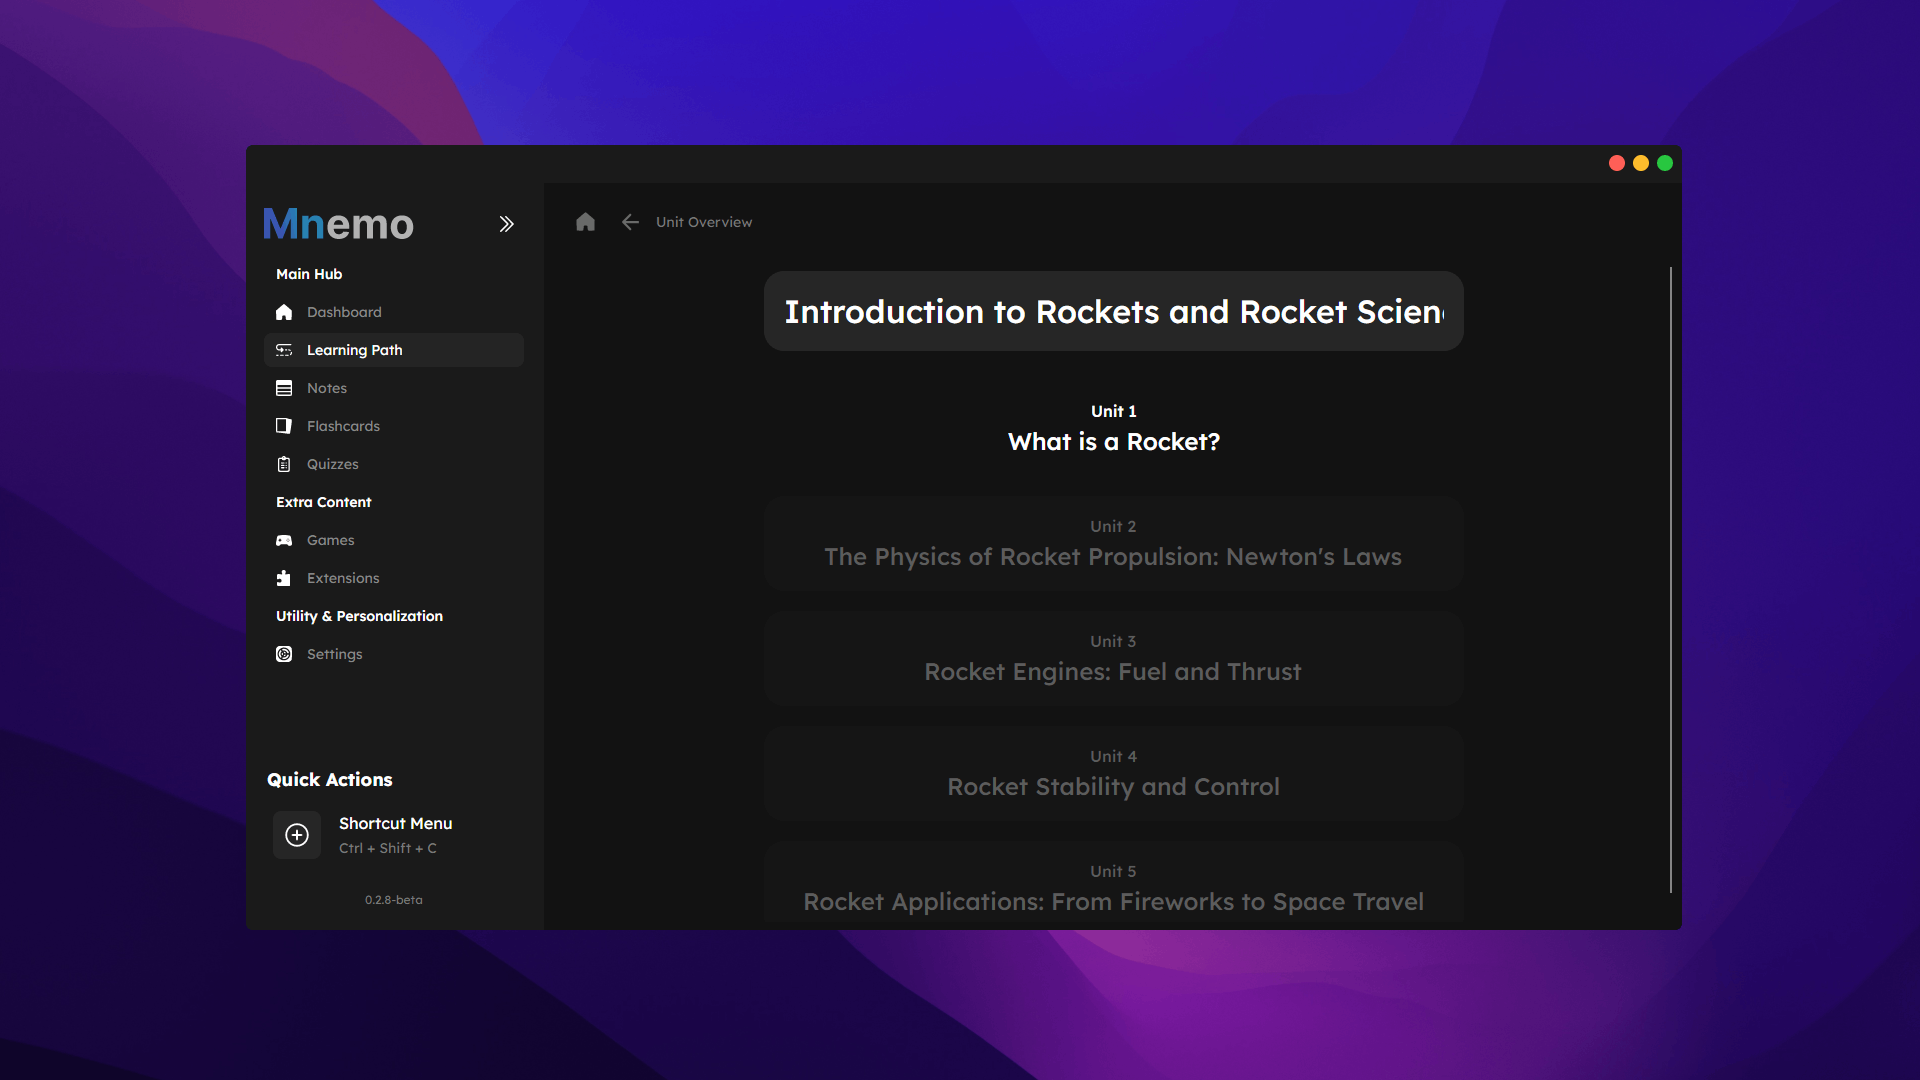 Mnemo
Main Hub
Dashboard
Learning Path
Notes
Flashcards
Quizzes
Extra Content
Games
Extensions
Utility & Personalization
Settings
Quick Actions
Shortcut Menu
Ctrl + Shift + C
0.2.8-beta
Unit Overview
Introduction to Rockets and Rocket Scien
Unit 1
What is a Rocket?
Unit 2
The Physics of Rocket Propulsion: Newton's Laws
Unit 3
Rocket Engines: Fuel and Thrust
Unit 4
Rocket Stability and Control
Unit 5
Rocket Applications: From Fireworks to Space Travel